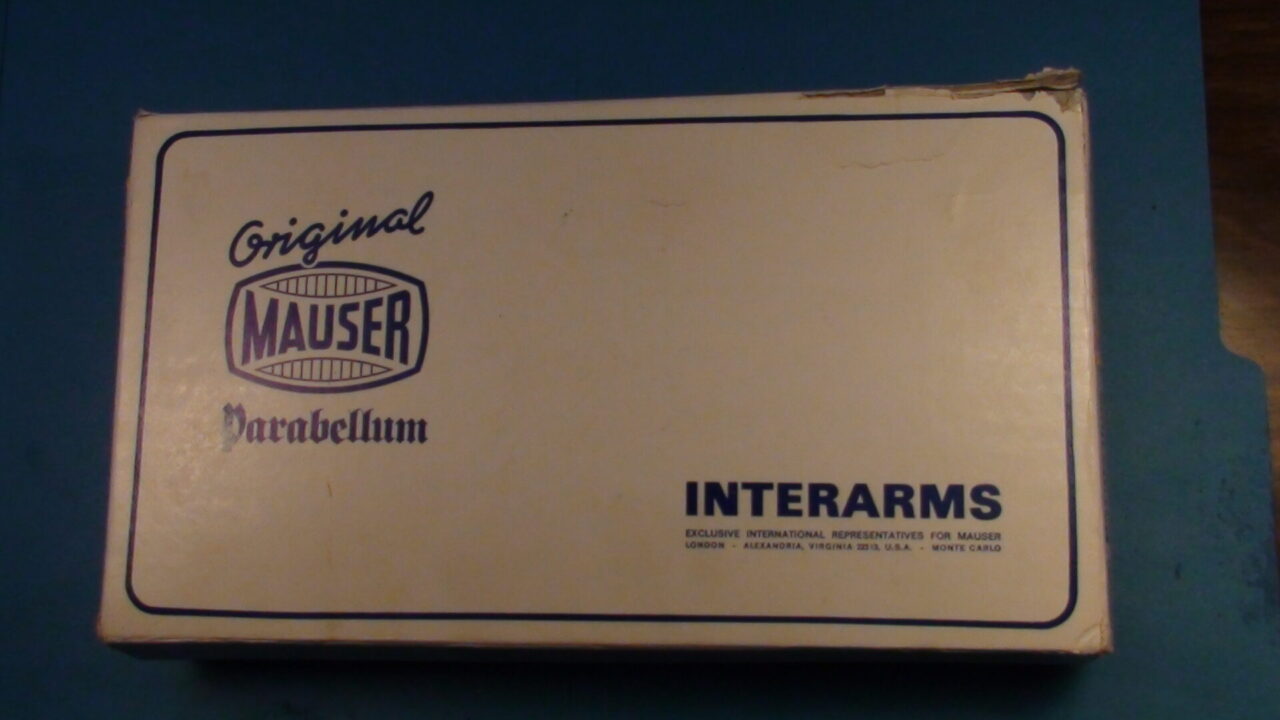 Original
MAUSER
Parabellum
INTERARMS
EXCLUSIVE INTERNATIONAL REPRESENTATIVES FOR MAUSER
LONDON - ALEXANDRIA, VIRGINIA 22313, U.S.A. - MONTE CARLO